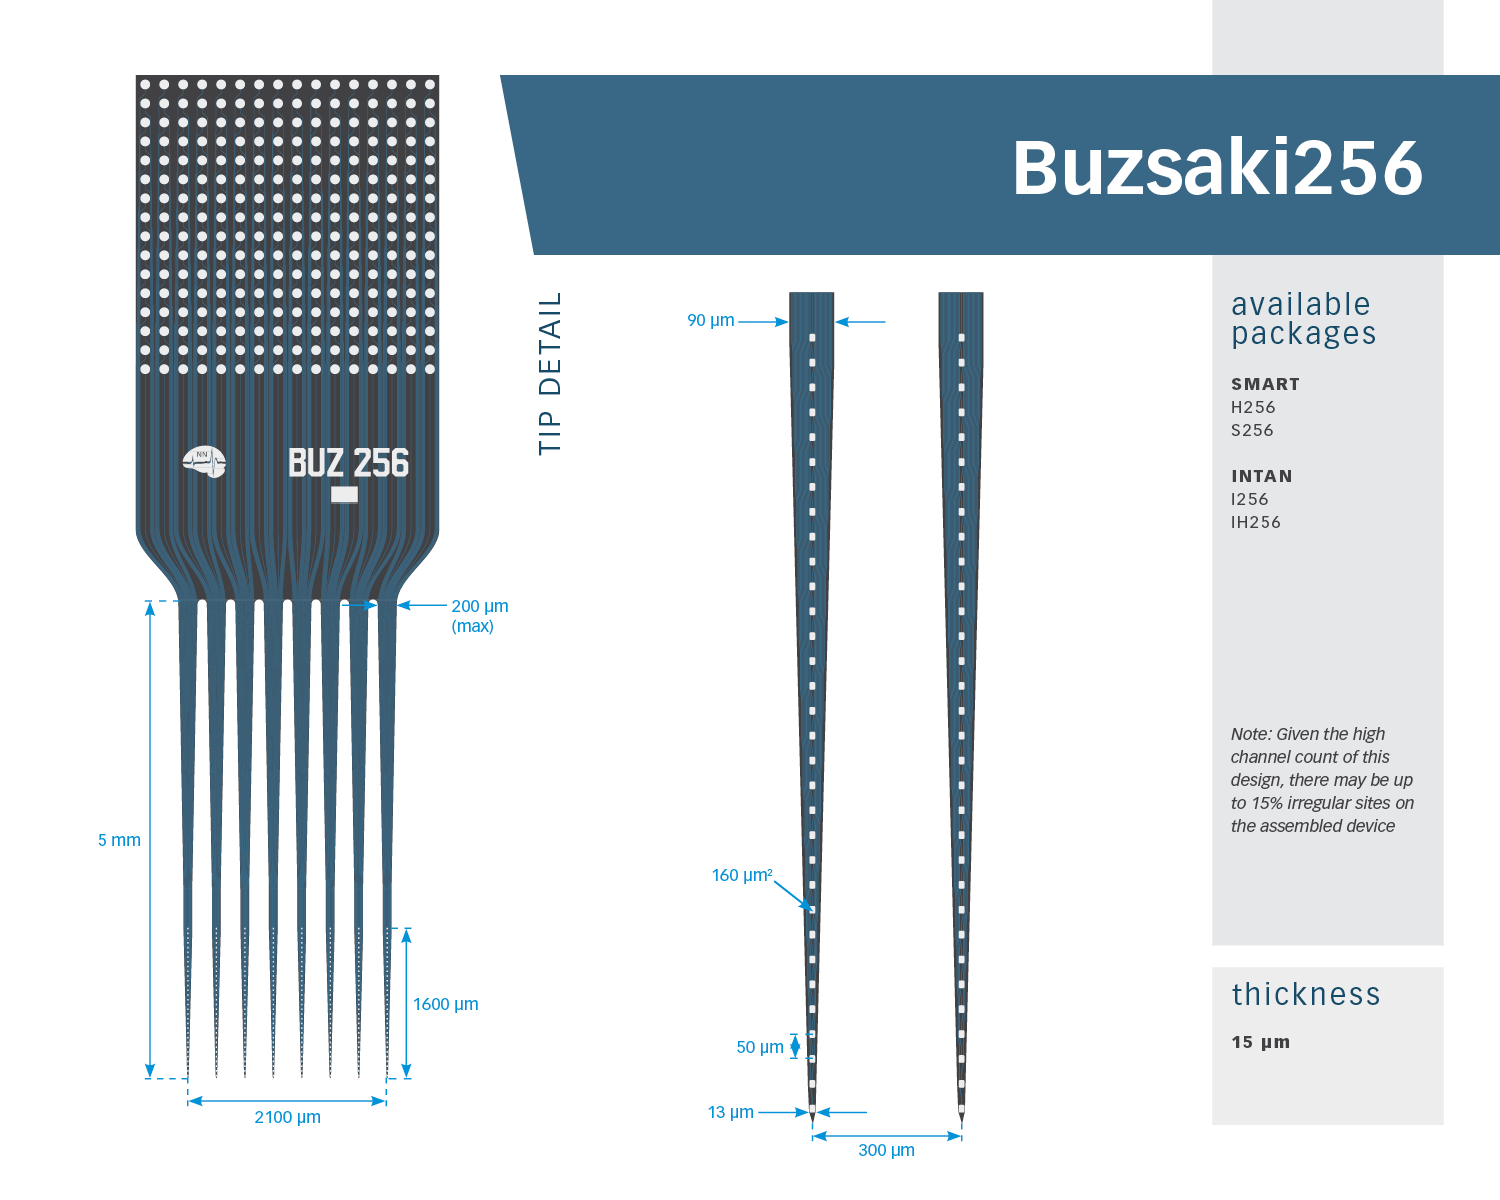 Buzsaki256
NN
BUZ 256
200 µm
(max)
5 mm
1600 µm
2100 µm
TIP DETAIL
90 µm
160 µm²
50 µm
13 µm
300 µm
available
packages
SMART
H256
S256
INTAN
I256
IH256
Note: Given the high
channel count of this
design, there may be up
to 15% irregular sites on
the assembled device
thickness
15 µm